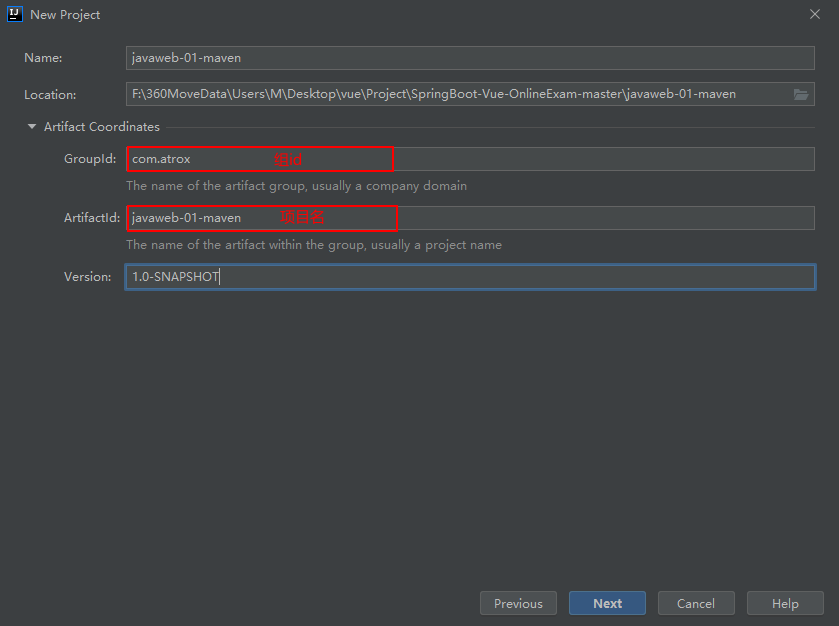 New Project
Name: javaweb-01-maven
Location: F:\360MoveData\Users\M\Desktop\vue\Project\SpringBoot-Vue-OnlineExam-master\javaweb-01-maven
Artifact Coordinates
GroupId: com.atrox 组id
The name of the artifact group, usually a company domain
ArtifactId: javaweb-01-maven 项目名
The name of the artifact within the group, usually a project name
Version: 1.0-SNAPSHOT
Previous Next Cancel Help